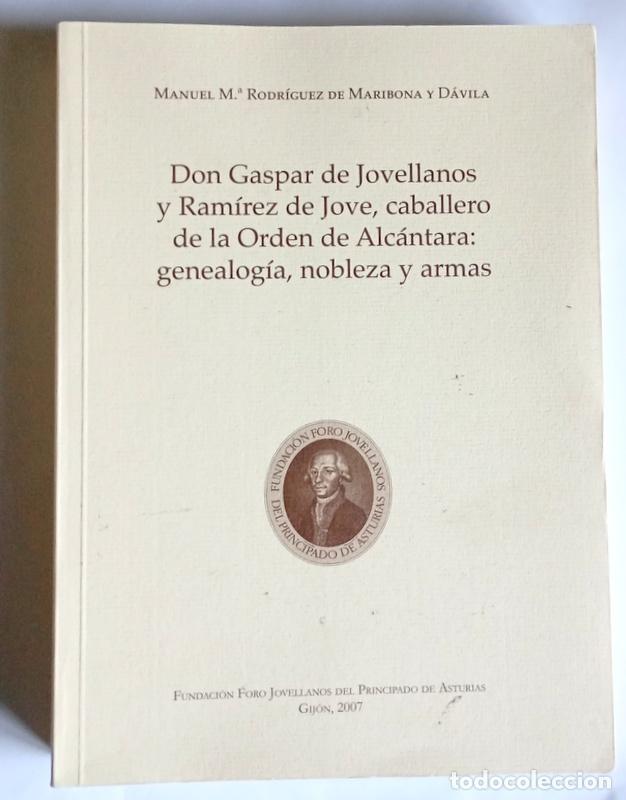 MANUEL M.ª RODRÍGUEZ DE MARIBONA Y DÁVILA
Don Gaspar de Jovellanos
y Ramírez de Jove, caballero
de la Orden de Alcántara:
genealogía, nobleza y armas
FUNDACIÓN FORO JOVELLANOS
DEL PRINCIPADO DE ASTURIAS
FUNDACIÓN FORO JOVELLANOS DEL PRINCIPADO DE ASTURIAS
GIJÓN, 2007
todocoleccion